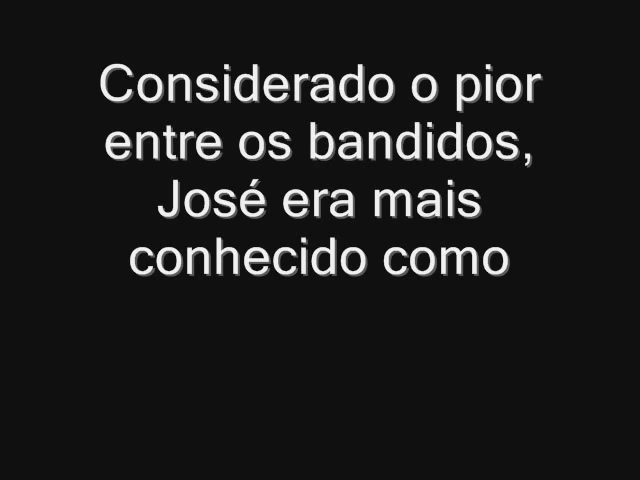 Considerado o pior
entre os bandidos,
José era mais
conhecido como